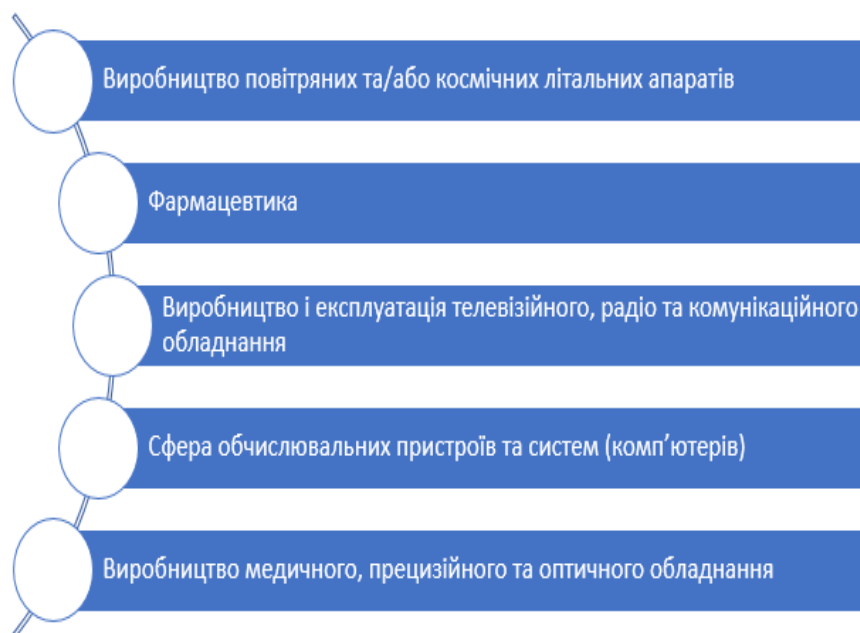 Виробництво повітряних та/або космічних літальних апаратів
Фармацевтика
Виробництво і експлуатація телевізійного, радіо та комунікаційного
обладнання
Сфера обчислювальних пристроїв та систем (комп’ютерів)
Виробництво медичного, прецизійного та оптичного обладнання